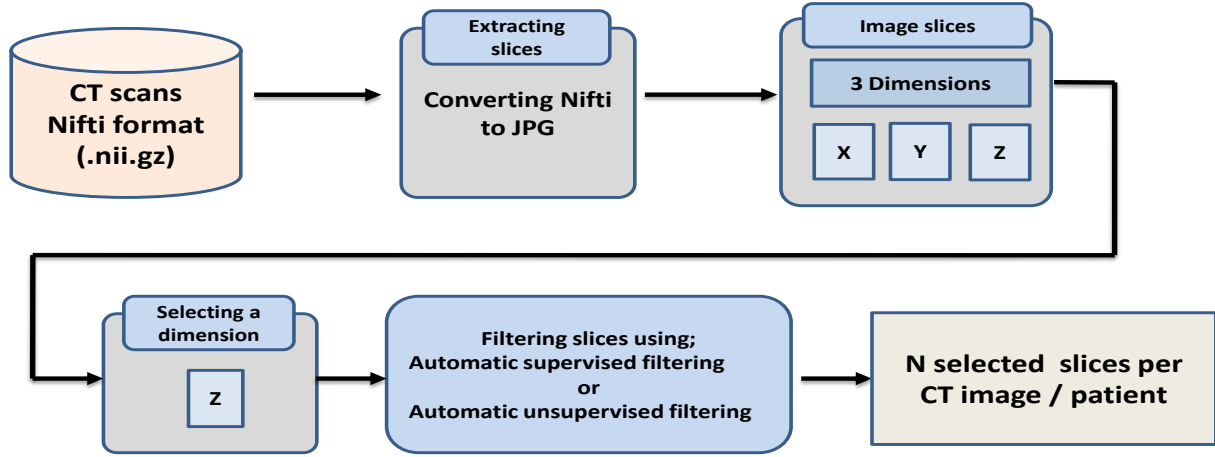 CT scans
Nifti format
(.nii.gz)
Extracting
slices
Converting Nifti
to JPG
Image slices
3 Dimensions
X Y Z
Selecting a
dimension
Z
Filtering slices using;
Automatic supervised filtering
or
Automatic unsupervised filtering
N selected slices per
CT image / patient